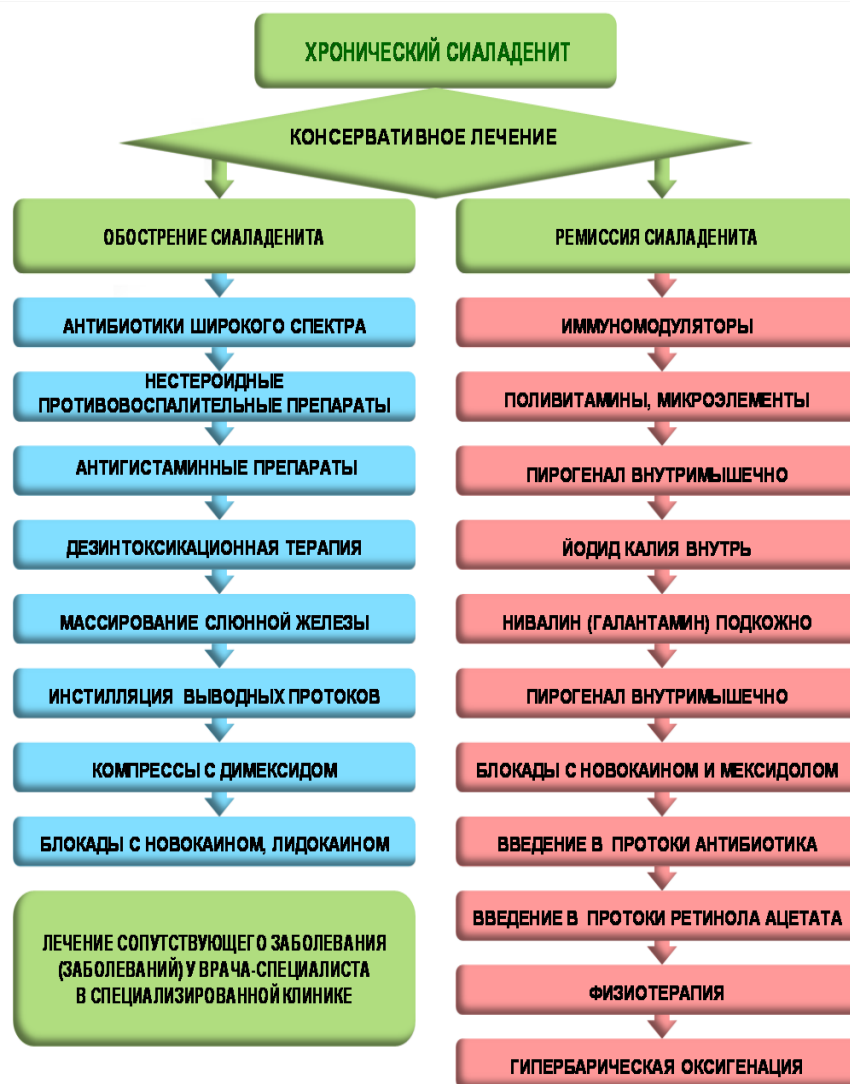 ХРОНИЧЕСКИЙ СИАЛАДЕНИТ
КОНСЕРВАТИВНОЕ ЛЕЧЕНИЕ
ОБОСТРЕНИЕ СИАЛАДЕНИТА
АНТИБИОТИКИ ШИРОКОГО СПЕКТРА
НЕСТЕРОИДНЫЕ
ПРОТИВОВОСПАЛИТЕЛЬНЫЕ ПРЕПАРАТЫ
АНТИГИСТАМИННЫЕ ПРЕПАРАТЫ
ДЕЗИНТОКСИКАЦИОННАЯ ТЕРАПИЯ
МАССИРОВАНИЕ СЛЮННОЙ ЖЕЛЕЗЫ
ИНСТИЛЛЯЦИЯ ВЫВОДНЫХ ПРОТОКОВ
КОМПРЕССЫ С ДИМЕКСИДОМ
БЛОКАДЫ С НОВОКАИНОМ, ЛИДОКАИНОМ
ЛЕЧЕНИЕ СОПУТСТВУЮЩЕГО ЗАБОЛЕВАНИЯ
(ЗАБОЛЕВАНИЙ) У ВРАЧА-СПЕЦИАЛИСТА
В СПЕЦИАЛИЗИРОВАННОЙ КЛИНИКЕ
РЕМИССИЯ СИАЛАДЕНИТА
ИММУНОМОДУЛЯТОРЫ
ПОЛИВИТАМИНЫ, МИКРОЭЛЕМЕНТЫ
ПИРОГЕНАЛ ВНУТРИМЫШЕЧНО
ЙОДИД КАЛИЯ ВНУТРЬ
НИВАЛИН (ГАЛАНТАМИН) ПОДКОЖНО
ПИРОГЕНАЛ ВНУТРИМЫШЕЧНО
БЛОКАДЫ С НОВОКАИНОМ И МЕКСИДОЛОМ
ВВЕДЕНИЕ В ПРОТОКИ АНТИБИОТИКА
ВВЕДЕНИЕ В ПРОТОКИ РЕТИНОЛА АЦЕТАТА
ФИЗИОТЕРАПИЯ
ГИПЕРБАРИЧЕСКАЯ ОКСИГЕНАЦИЯ